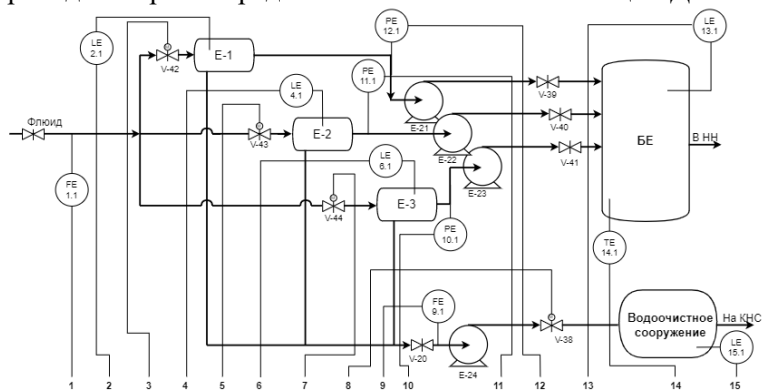 LE
2.1
E-1
V-42
PE
12.1
PE
11.1
LE
13.1
LE
4.1
E-21
V-39
Флюид
V-43
E-2
E-22
V-40
БЕ
В НН
FE
1.1
LE
6.1
E-23
V-41
V-44
E-3
PE
10.1
TE
14.1
FE
9.1
V-20
E-24
V-38
Водоочистное
сооружение
На КНС
LE
15.1
1 2 3 4 5 6 7 8 9 10 11 12 13 14 15